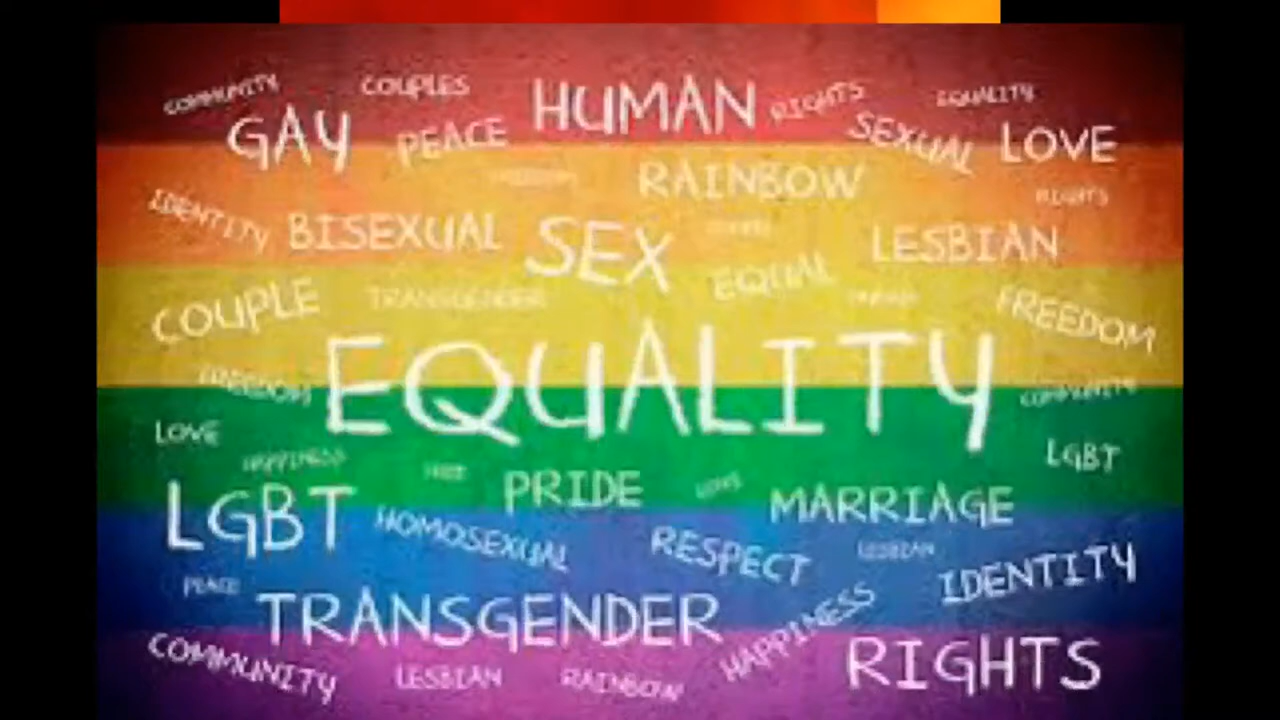 COMMUNITY COUPLES HUMAN RIGHTS EQUALITY
GAY PEACE SEXUAL LOVE
RAINBOW
IDENTITY BISEXUAL SEX LESBIAN RIGHTS
COUPLE TRANSGENDER EQUAL FREEDOM
FREEDOM EQUALITY COMMUNITY
LOVE HAPPINESS LGBT
LGBT PRIDE LOVE MARRIAGE
HOMOSEXUAL RESPECT LESBIAN IDENTITY
PEACE TRANSGENDER HAPPINESS
COMMUNITY LESBIAN RAINBOW RIGHTS